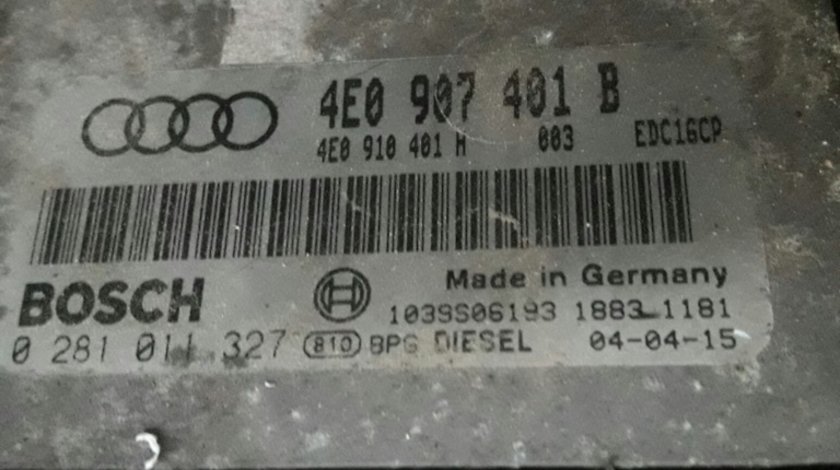 4E0 907 401 B
4E0 910 401 H 003 EDC16CP
BOSCH
Made in Germany
1039S06193 1883 1181
0 281 011 327 810 BPG DIESEL 04-04-15